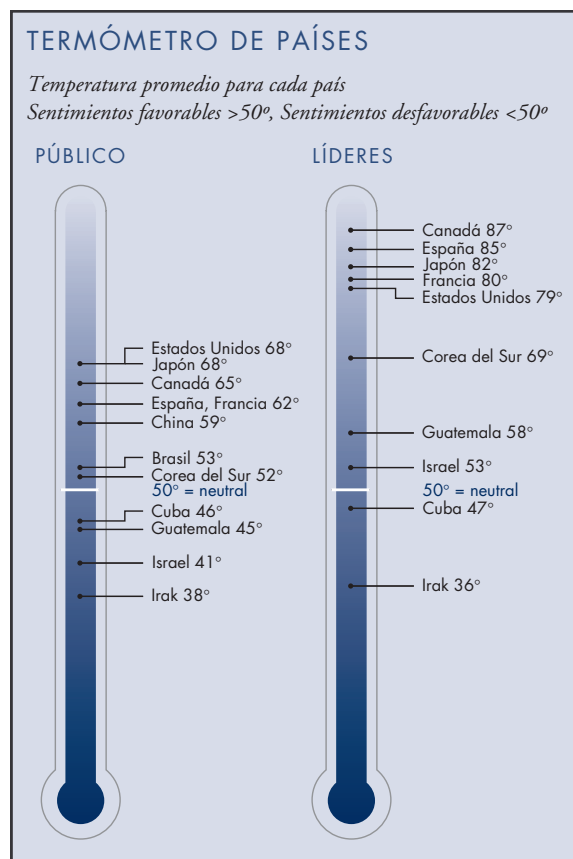 TERMÓMETRO DE PAÍSES
Temperatura promedio para cada país
Sentimientos favorables >50º, Sentimientos desfavorables <50º
PÚBLICO
Estados Unidos 68°
Japón 68°
Canadá 65°
España, Francia 62°
China 59°
Brasil 53°
Corea del Sur 52°
50° = neutral
Cuba 46°
Guatemala 45°
Israel 41°
Irak 38°
LÍDERES
Canadá 87°
España 85°
Japón 82°
Francia 80°
Estados Unidos 79°
Corea del Sur 69°
Guatemala 58°
Israel 53°
50° = neutral
Cuba 47°
Irak 36°